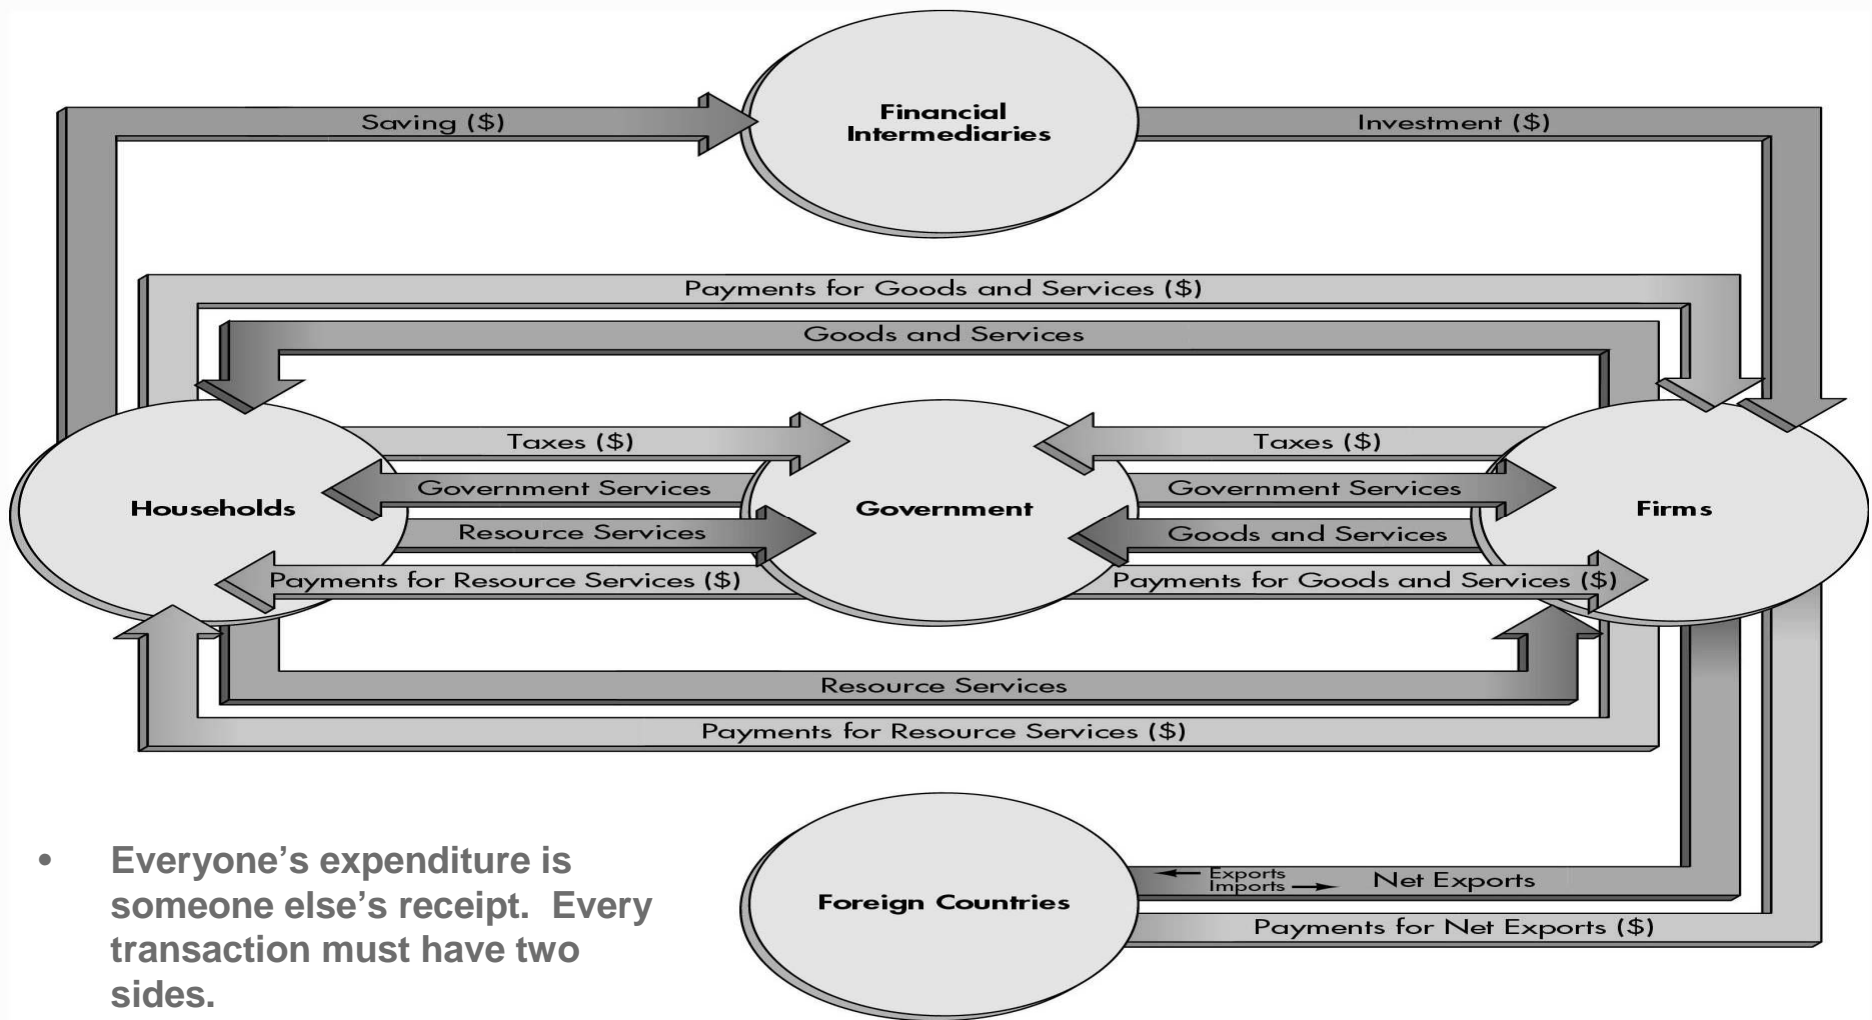 Financial
Intermediaries
Saving ($)
Investment ($)
Payments for Goods and Services ($)
Goods and Services
Taxes ($)
Taxes ($)
Government Services
Government Services
Households
Government
Firms
Resource Services
Goods and Services
Payments for Resource Services ($)
Payments for Goods and Services ($)
Resource Services
Payments for Resource Services ($)
• Everyone’s expenditure is
someone else’s receipt. Every
transaction must have two
sides.
Foreign Countries
Exports
Imports
Net Exports
Payments for Net Exports ($)